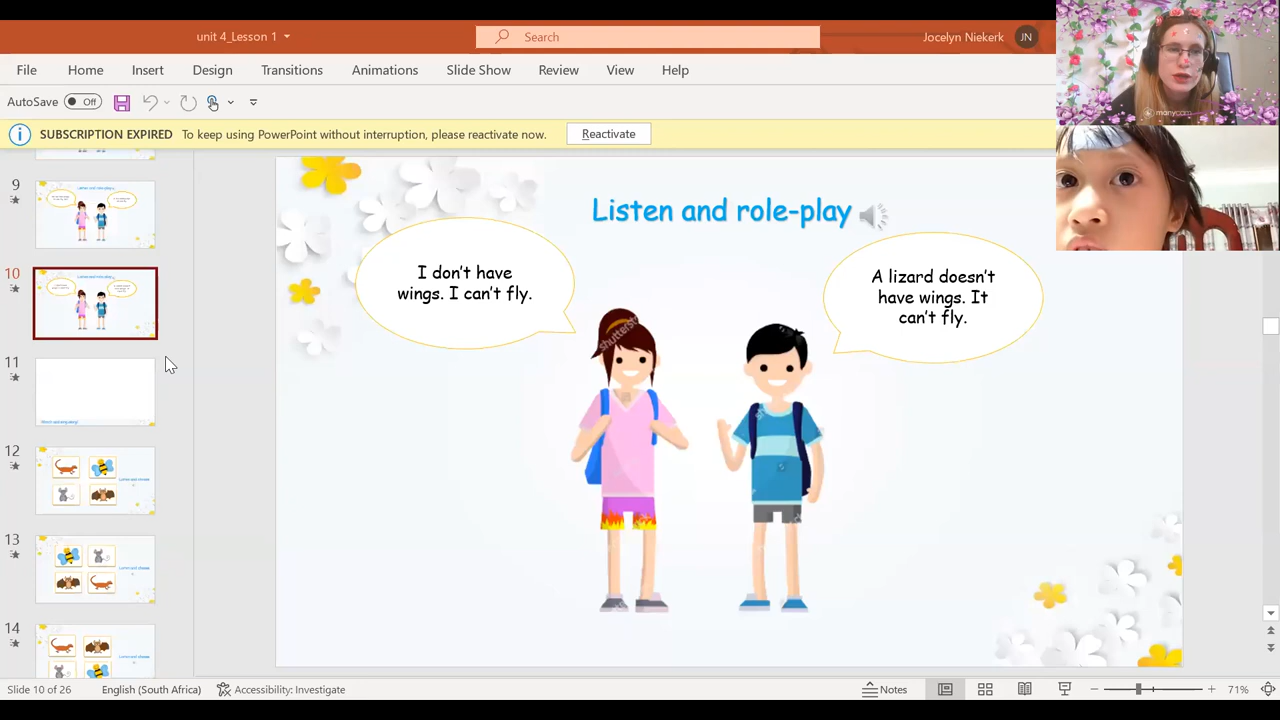 unit 4_Lesson 1
Search
Jocelyn Niekerk JN
File Home Insert Design Transitions Animations Slide Show Review View Help
AutoSave Off
SUBSCRIPTION EXPIRED To keep using PowerPoint without interruption, please reactivate now. Reactivate
manycam
9
10
11
12
13
14
Listen and role-play
I don't have
wings. I can't fly.
A lizard doesn't
have wings. It
can't fly.
shutterstock
Slide 10 of 26 English (South Africa) Accessibility: Investigate Notes 71%